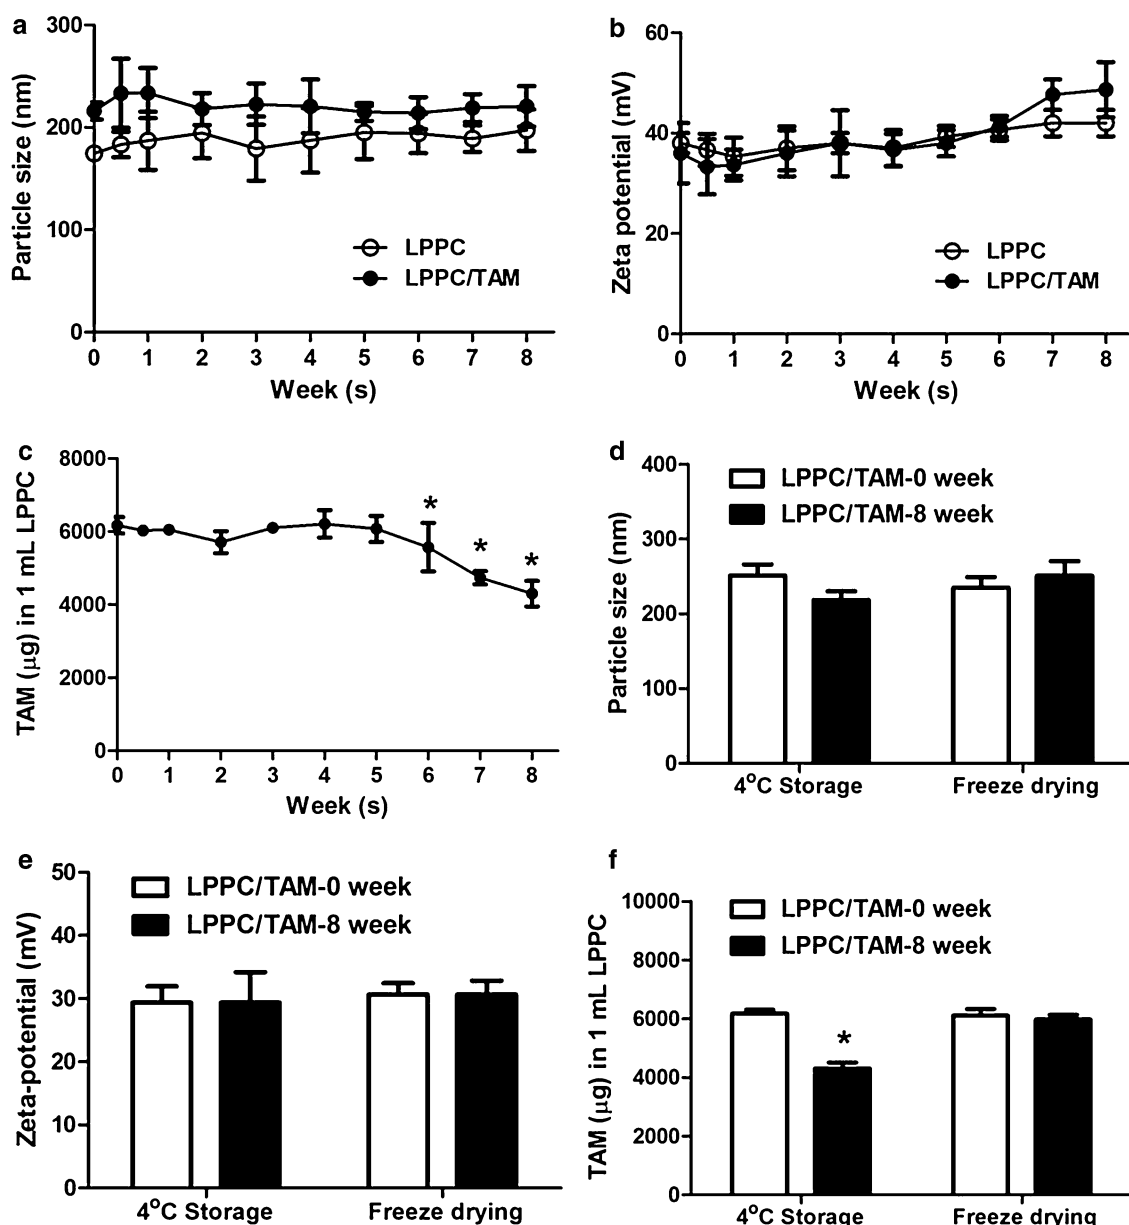 a
300
200
100
0
Particle size (nm)
LPPC
LPPC/TAM
0 1 2 3 4 5 6 7 8
Week (s)
b
60
40
20
0
Zeta potential (mV)
LPPC
LPPC/TAM
0 1 2 3 4 5 6 7 8
Week (s)
c
8000
6000
4000
2000
0
TAM (μg) in 1 mL LPPC
*
*
*
0 1 2 3 4 5 6 7 8
Week (s)
d
400
300
200
100
0
Particle size (nm)
LPPC/TAM-0 week
LPPC/TAM-8 week
4°C Storage Freeze drying
e
50
40
30
20
10
0
Zeta-potential (mV)
LPPC/TAM-0 week
LPPC/TAM-8 week
4°C Storage Freeze drying
f
10000
8000
6000
4000
2000
0
TAM (μg) in 1 mL LPPC
LPPC/TAM-0 week
LPPC/TAM-8 week
*
4°C Storage Freeze drying